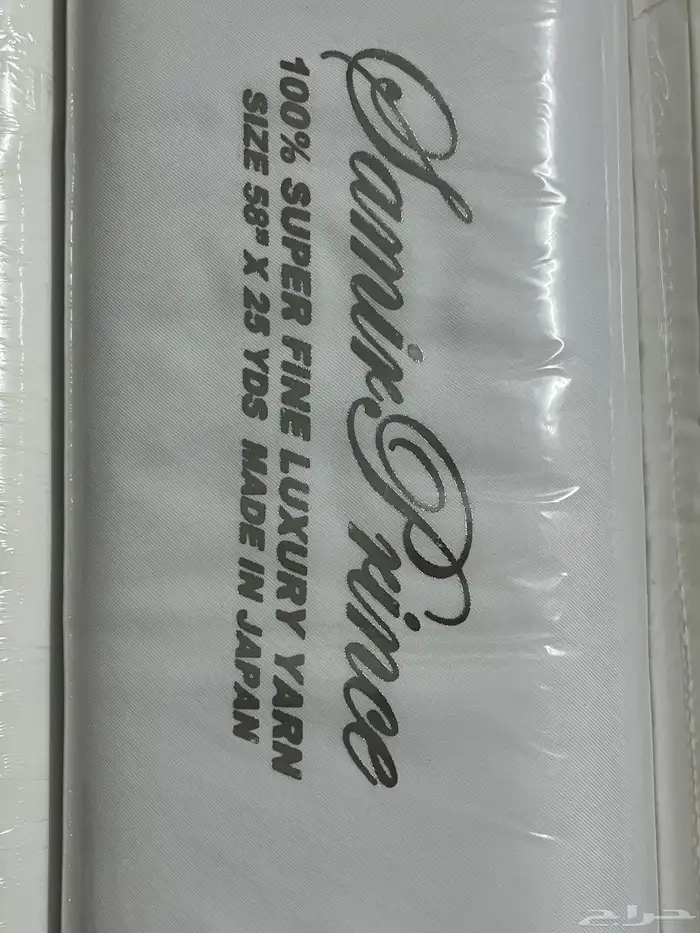 Samir Prince
100% SUPER FINE LUXURY YARN
SIZE 58" X 25 YDS MADE IN JAPAN
حراج